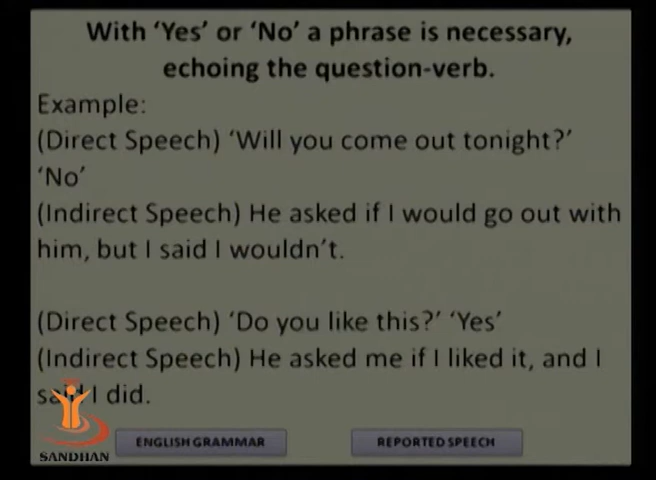 With ‘Yes’ or ‘No’ a phrase is necessary,
echoing the question-verb.
Example:
(Direct Speech) ‘Will you come out tonight?’
‘No’
(Indirect Speech) He asked if I would go out with
him, but I said I wouldn’t.
(Direct Speech) ‘Do you like this?’ ‘Yes’
(Indirect Speech) He asked me if I liked it, and I
said I did.
ENGLISH GRAMMAR
REPORTED SPEECH
SANDHAN